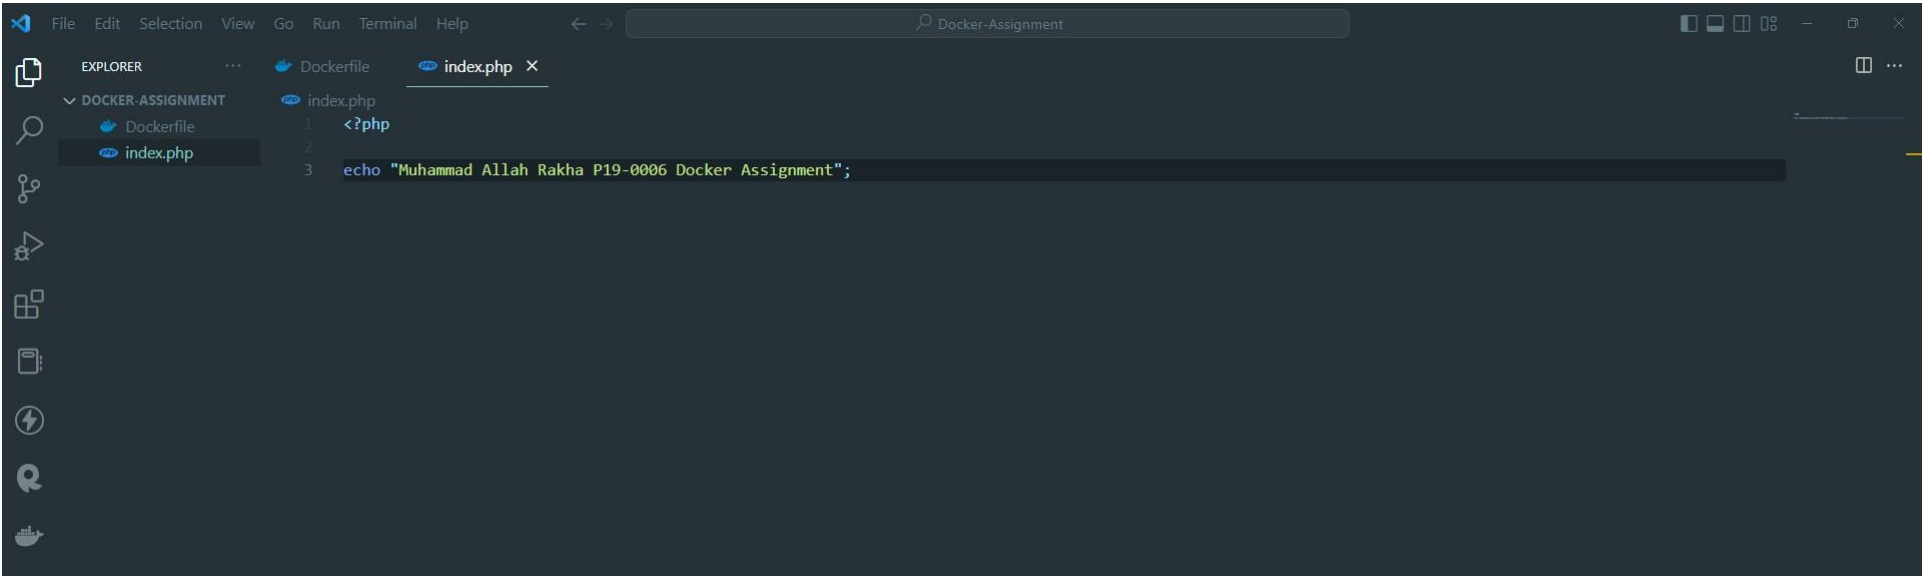 File Edit Selection View Go Run Terminal Help
Docker-Assignment
EXPLORER
DOCKER-ASSIGNMENT
Dockerfile
index.php
Dockerfile
index.php
index.php
1 <?php
2
3 echo "Muhammad Allah Rakha P19-0006 Docker Assignment";